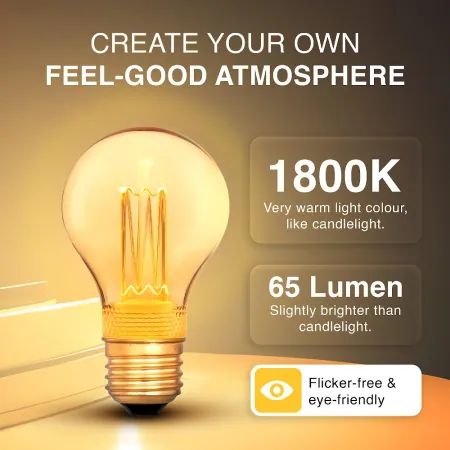 CREATE YOUR OWN
FEEL-GOOD ATMOSPHERE
1800K
Very warm light colour,
like candlelight.
65 Lumen
Slightly brighter than
candlelight.
Flicker-free &
eye-friendly